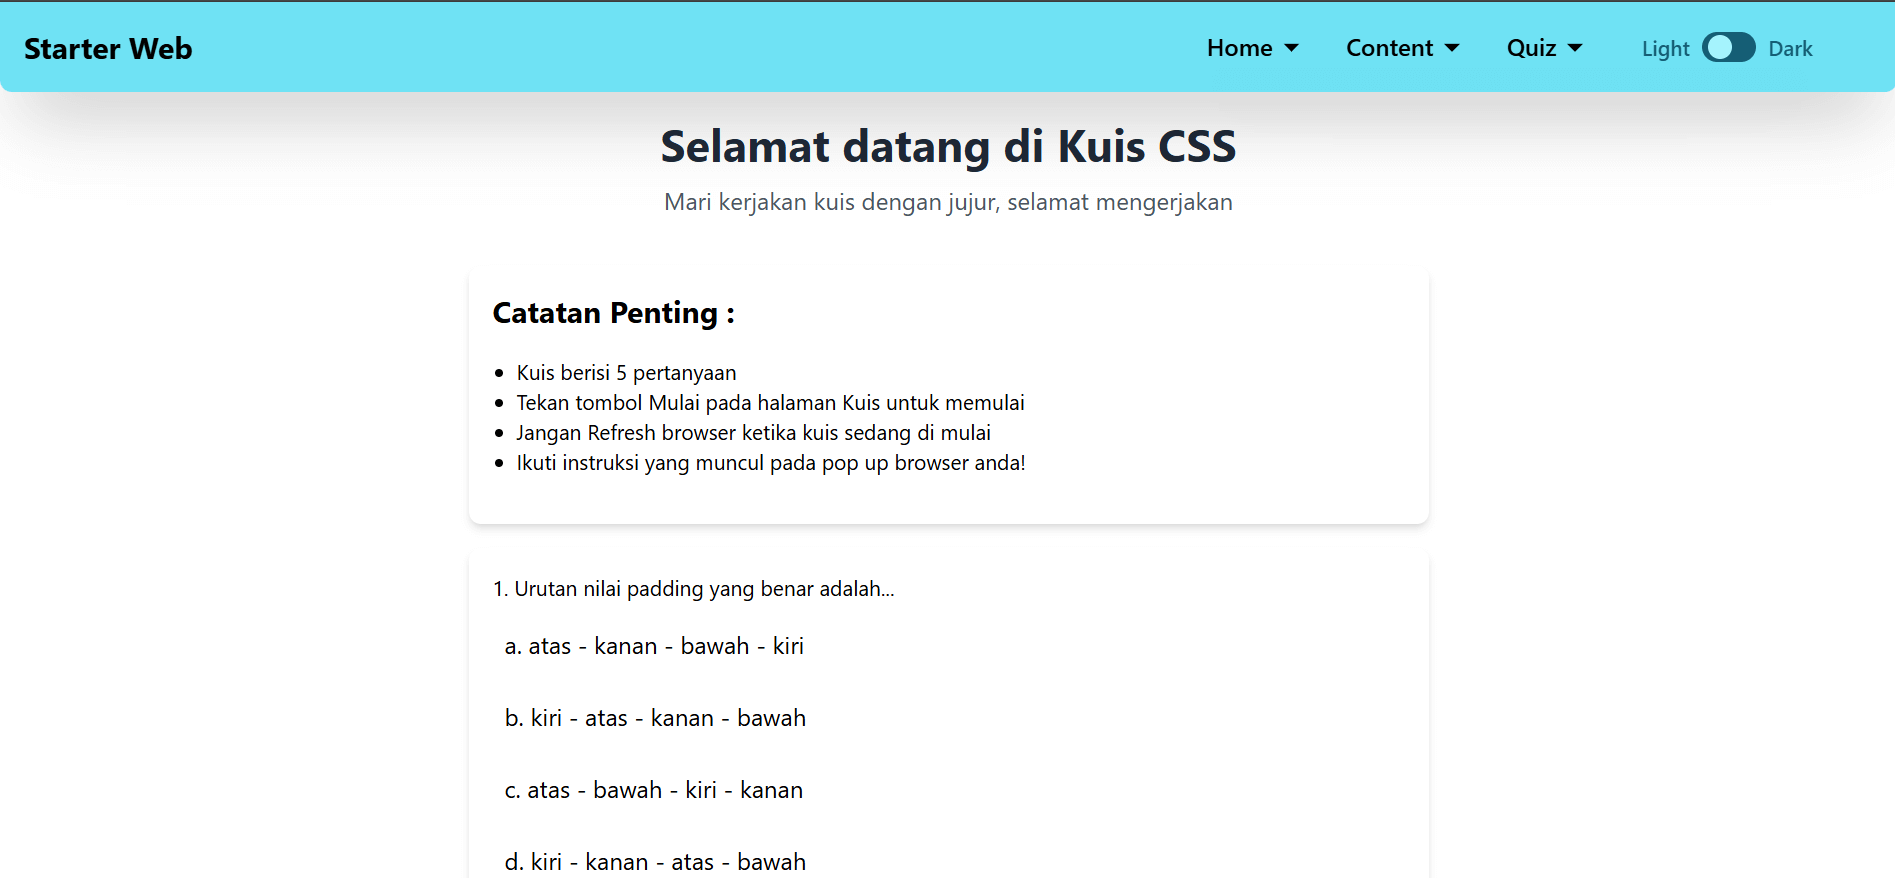 Starter Web
Home
Content
Quiz
Light
Dark
Selamat datang di Kuis CSS
Mari kerjakan kuis dengan jujur, selamat mengerjakan
Catatan Penting :
Kuis berisi 5 pertanyaan
Tekan tombol Mulai pada halaman Kuis untuk memulai
Jangan Refresh browser ketika kuis sedang di mulai
Ikuti instruksi yang muncul pada pop up browser anda!
1. Urutan nilai padding yang benar adalah...
a. atas - kanan - bawah - kiri
b. kiri - atas - kanan - bawah
c. atas - bawah - kiri - kanan
d. kiri - kanan - atas - bawah